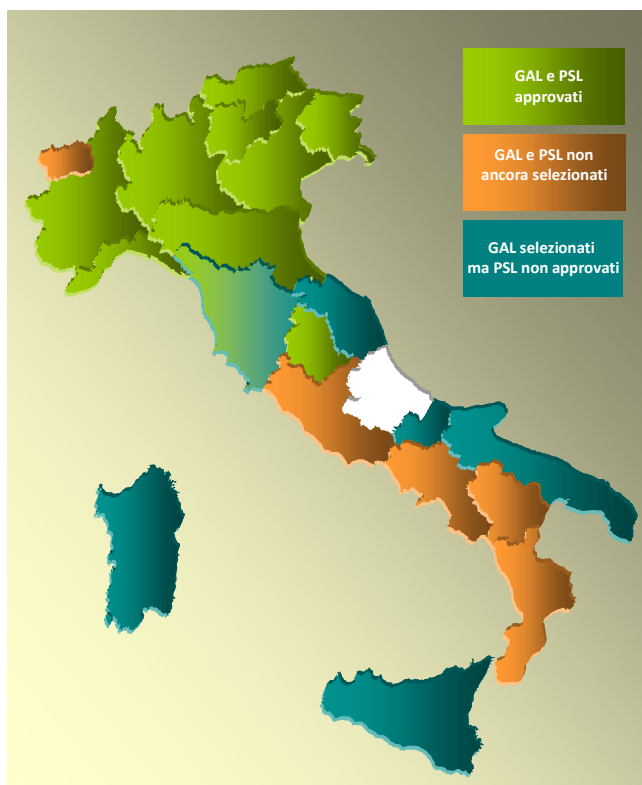 GAL e PSL
approvati
GAL e PSL non
ancora selezionati
GAL selezionati
ma PSL non approvati